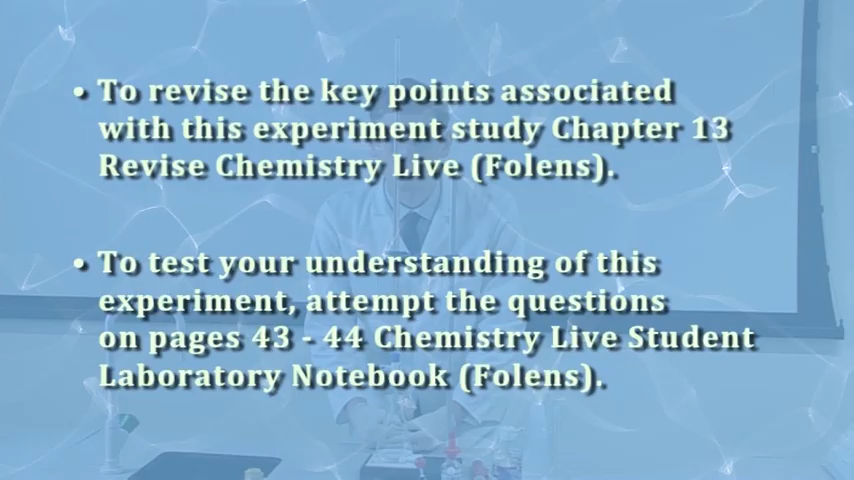 • To revise the key points associated
with this experiment study Chapter 13
Revise Chemistry Live (Folens).
• To test your understanding of this
experiment, attempt the questions
on pages 43 - 44 Chemistry Live Student
Laboratory Notebook (Folens).